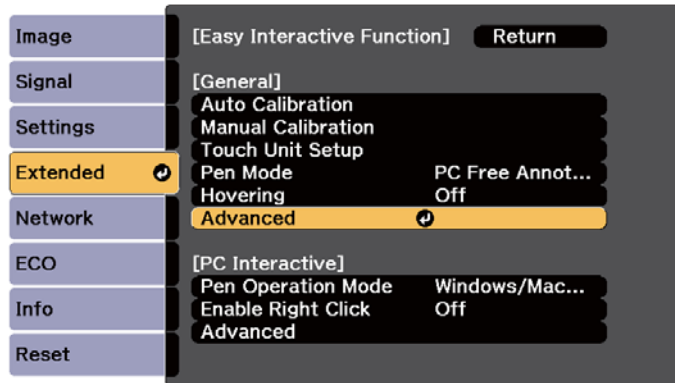 Image
Signal
Settings
Extended
Network
ECO
Info
Reset
[Easy Interactive Function] Return
[General]
Auto Calibration
Manual Calibration
Touch Unit Setup
Pen Mode PC Free Annot...
Hovering Off
Advanced
[PC Interactive]
Pen Operation Mode Windows/Mac...
Enable Right Click Off
Advanced